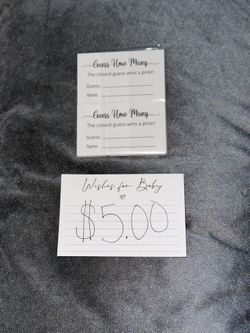 Guess How Many
The closest guess wins a prize!
Guess:
Name:
Guess How Many
The closest guess wins a prize!
Guess:
Name:
Wishes for Baby
$5.00